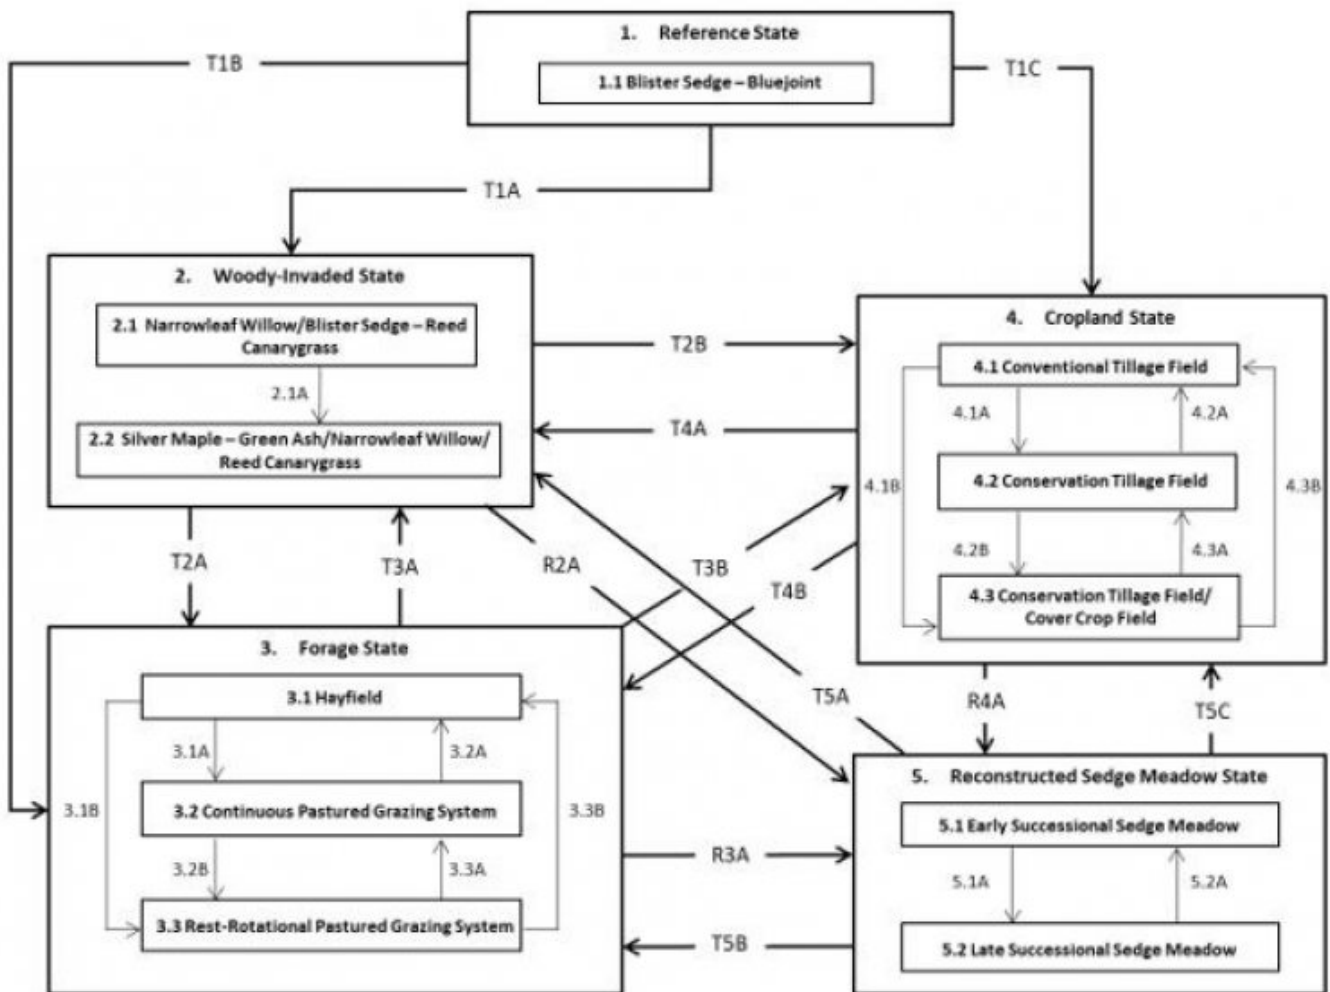 1. Reference State
T1B
1.1 Blister Sedge – Bluejoint
T1C
T1A
2. Woody-Invaded State
2.1 Narrowleaf Willow/Blister Sedge – Reed
Canarygrass
2.1A
2.2 Silver Maple – Green Ash/Narrowleaf Willow/
Reed Canarygrass
T2B
T4A
4. Cropland State
4.1 Conventional Tillage Field
4.1A
4.2A
4.1B
4.2 Conservation Tillage Field
4.3B
4.2B
4.3A
4.3 Conservation Tillage Field/
Cover Crop Field
T2A
T3A
R2A
T3B
T4B
3. Forage State
3.1 Hayfield
3.1A
3.2A
3.1B
3.2 Continuous Pastured Grazing System
3.3B
3.2B
3.3A
3.3 Rest-Rotational Pastured Grazing System
T5A
R4A
T5C
R3A
T5B
5. Reconstructed Sedge Meadow State
5.1 Early Successional Sedge Meadow
5.1A
5.2A
5.2 Late Successional Sedge Meadow